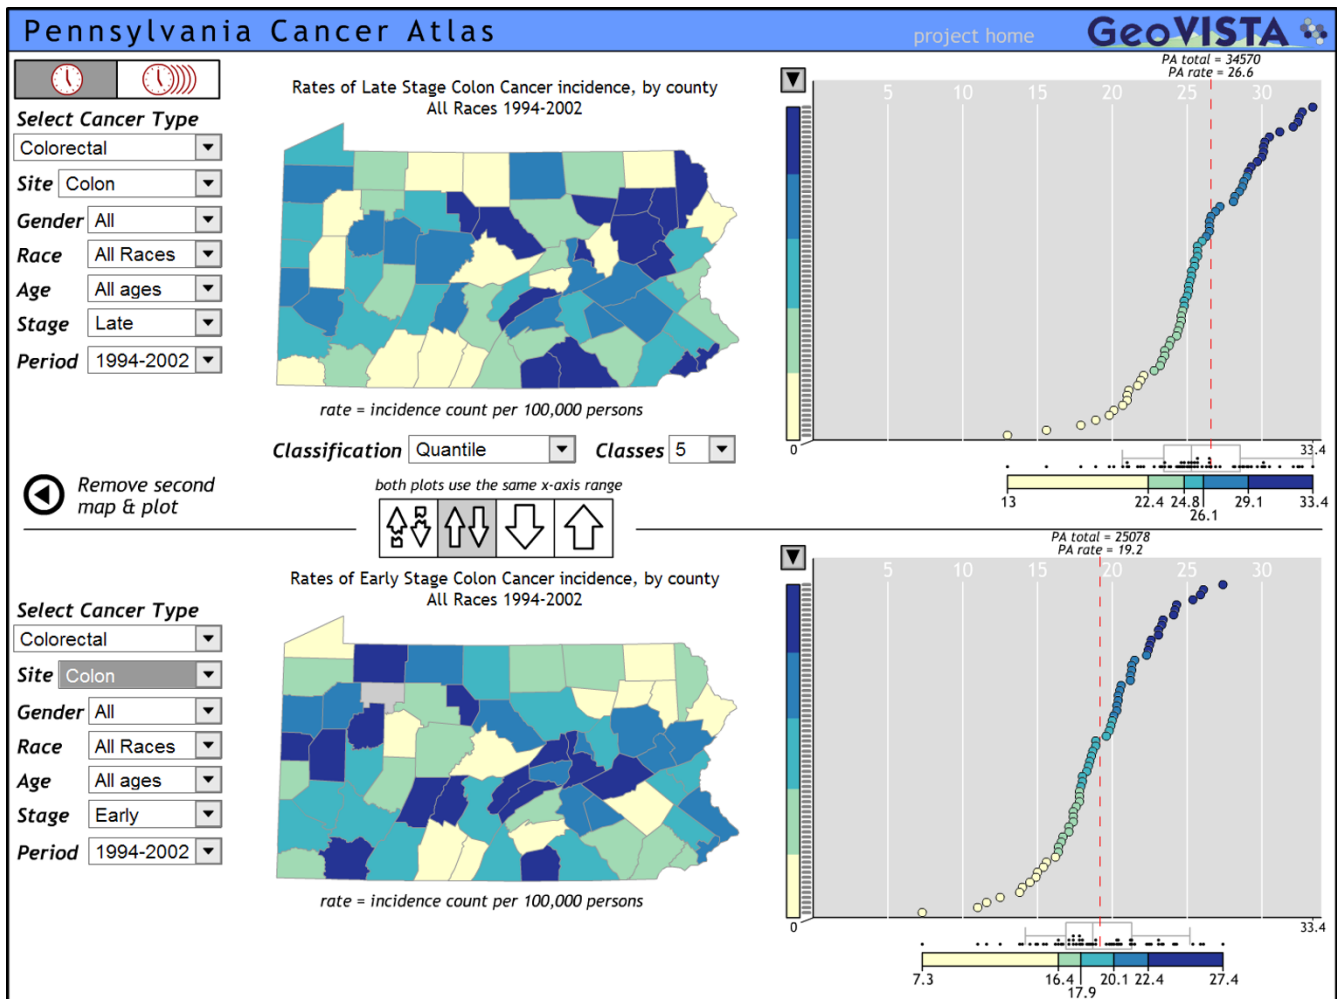 Pennsylvania Cancer Atlas
project home
GeoVISTA
Select Cancer Type
Colorectal
Site Colon
Gender All
Race All Races
Age All ages
Stage Late
Period 1994-2002
Rates of Late Stage Colon Cancer incidence, by county
All Races 1994-2002
rate = incidence count per 100,000 persons
Classification Quantile Classes 5
PA total = 34570
PA rate = 26.6
5 10 15 20 25 30
0 33.4
13 22.4 24.8 29.1 33.4
26.1
Remove second
map & plot
both plots use the same x-axis range
Select Cancer Type
Colorectal
Site Colon
Gender All
Race All Races
Age All ages
Stage Early
Period 1994-2002
Rates of Early Stage Colon Cancer incidence, by county
All Races 1994-2002
rate = incidence count per 100,000 persons
PA total = 25078
PA rate = 19.2
5 10 15 20 25 30
0 33.4
7.3 16.4 20.1 22.4 27.4
17.9